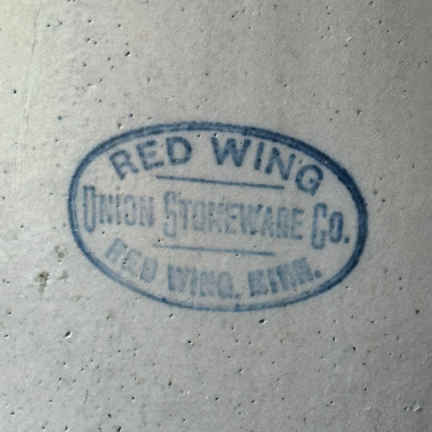 RED WING
UNION STONEWARE CO.
RED WING, MINN.